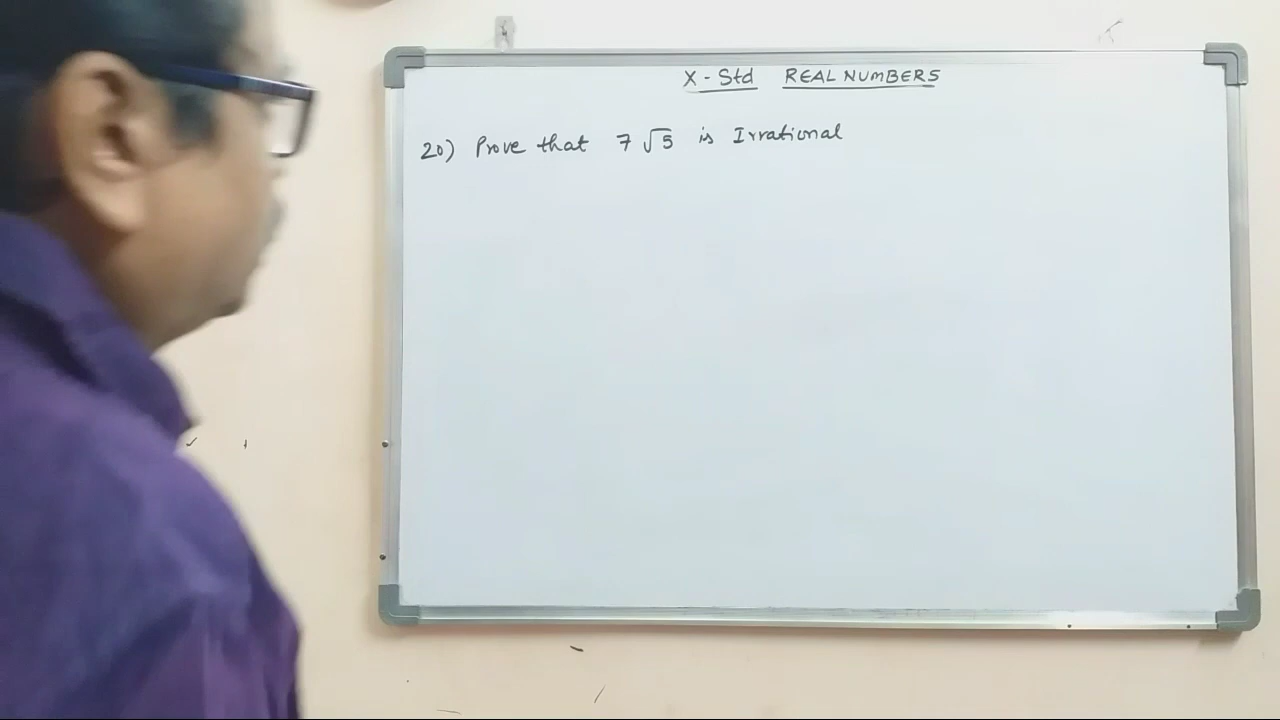 X - Std REAL NUMBERS
20) Prove that 7 √5 is Irrational